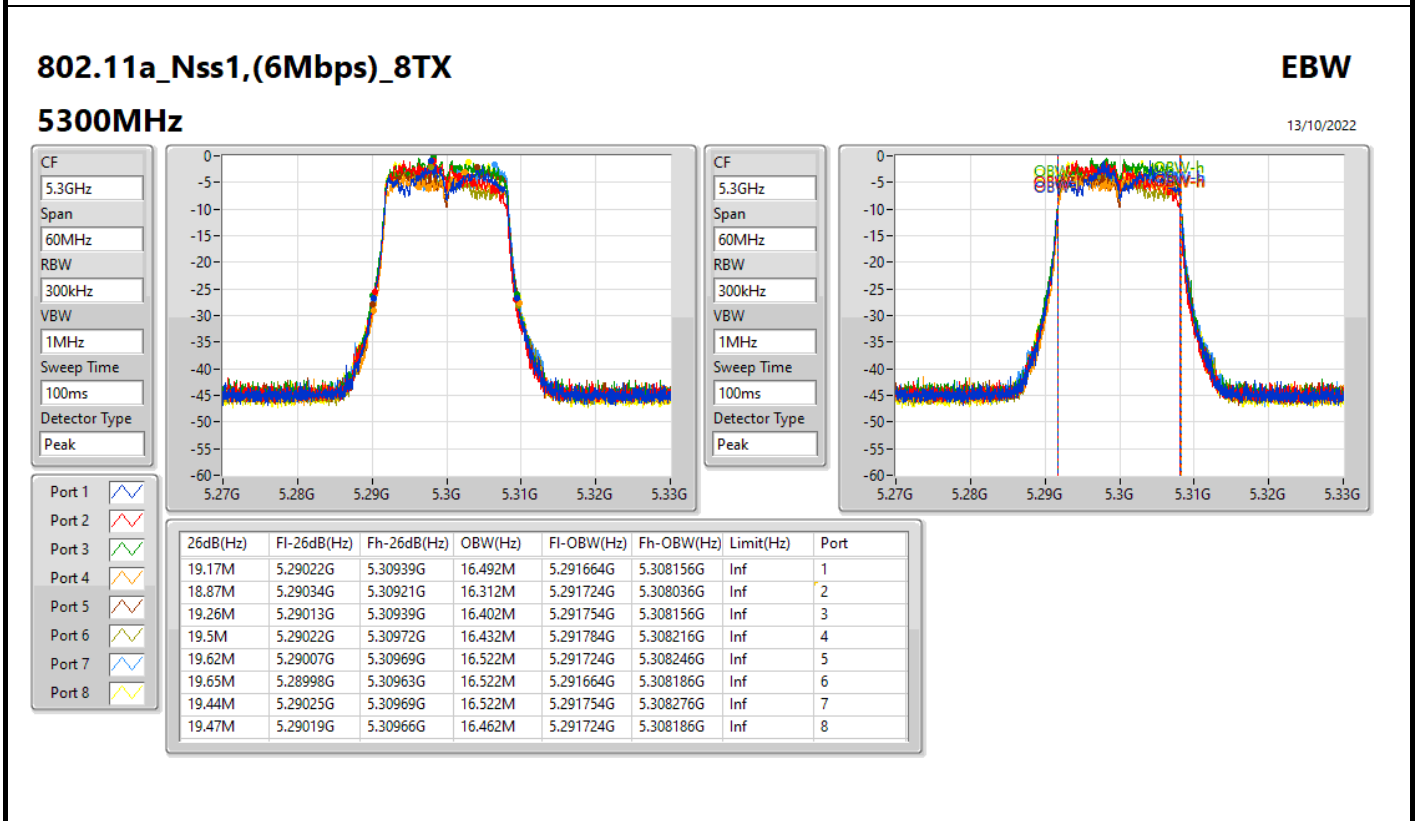 802.11a_Nss1,(6Mbps)_8TX
EBW
5300MHz
13/10/2022
CF
5.3GHz
Span
60MHz
RBW
300kHz
VBW
1MHz
Sweep Time
100ms
Detector Type
Peak
0
-5
-10
-15
-20
-25
-30
-35
-40
-45
-50
-55
-60
5.27G 5.28G 5.29G 5.3G 5.31G 5.32G 5.33G
CF
5.3GHz
Span
60MHz
RBW
300kHz
VBW
1MHz
Sweep Time
100ms
Detector Type
Peak
0
-5
-10
-15
-20
-25
-30
-35
-40
-45
-50
-55
-60
5.27G 5.28G 5.29G 5.3G 5.31G 5.32G 5.33G
Port 1
Port 2
Port 3
Port 4
Port 5
Port 6
Port 7
Port 8
26dB(Hz) Fl-26dB(Hz) Fh-26dB(Hz) OBW(Hz) Fl-OBW(Hz) Fh-OBW(Hz) Limit(Hz) Port
19.17M 5.29022G 5.30939G 16.492M 5.291664G 5.308156G Inf 1
18.87M 5.29034G 5.30921G 16.312M 5.291724G 5.308036G Inf 2
19.26M 5.29013G 5.30939G 16.402M 5.291754G 5.308156G Inf 3
19.5M 5.29022G 5.30972G 16.432M 5.291784G 5.308216G Inf 4
19.62M 5.29007G 5.30969G 16.522M 5.291724G 5.308246G Inf 5
19.65M 5.28998G 5.30963G 16.522M 5.291664G 5.308186G Inf 6
19.44M 5.29025G 5.30969G 16.522M 5.291754G 5.308276G Inf 7
19.47M 5.29019G 5.30966G 16.462M 5.291724G 5.308186G Inf 8